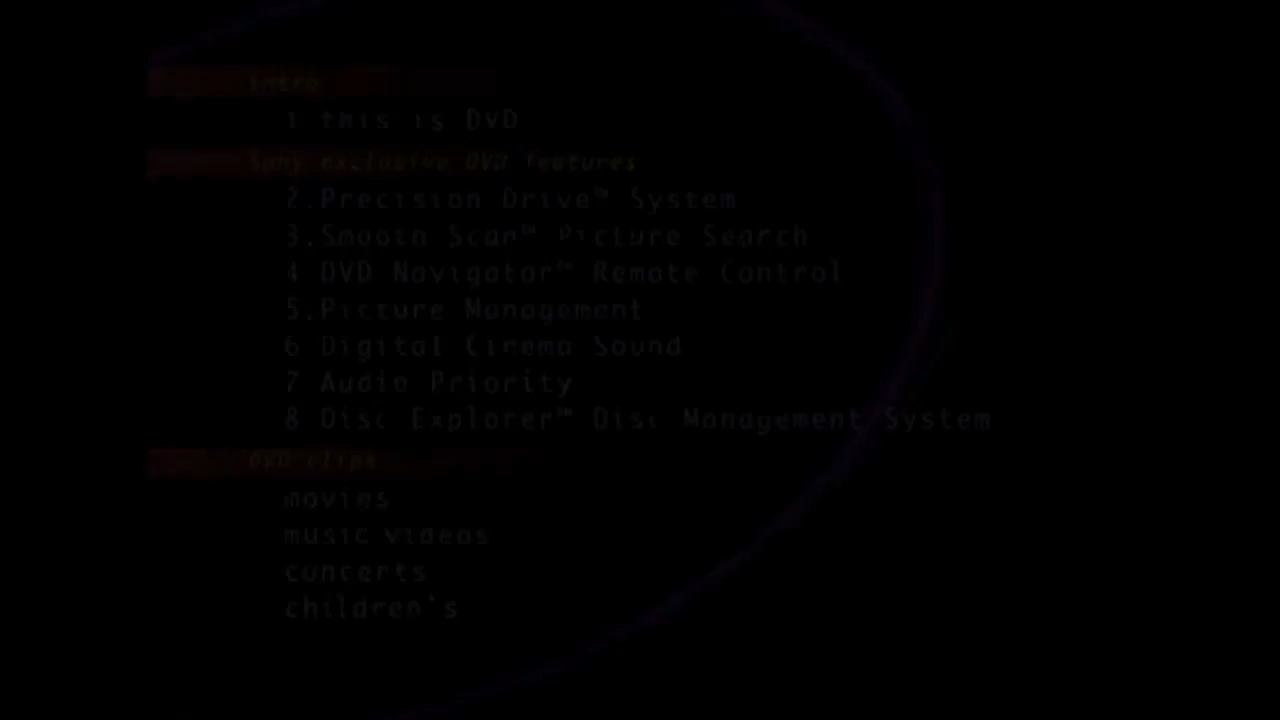 intro
1 this is DVD
Sony exclusive DVD features
2.Precision Drive™ System
3.Smooth Scan™ Picture Search
4 DVD Navigator™ Remote Control
5.Picture Management
6 Digital Cinema Sound
7 Audio Priority
8 Disc Explorer™ Disc Management System
DVD clips
movies
music videos
concerts
children's